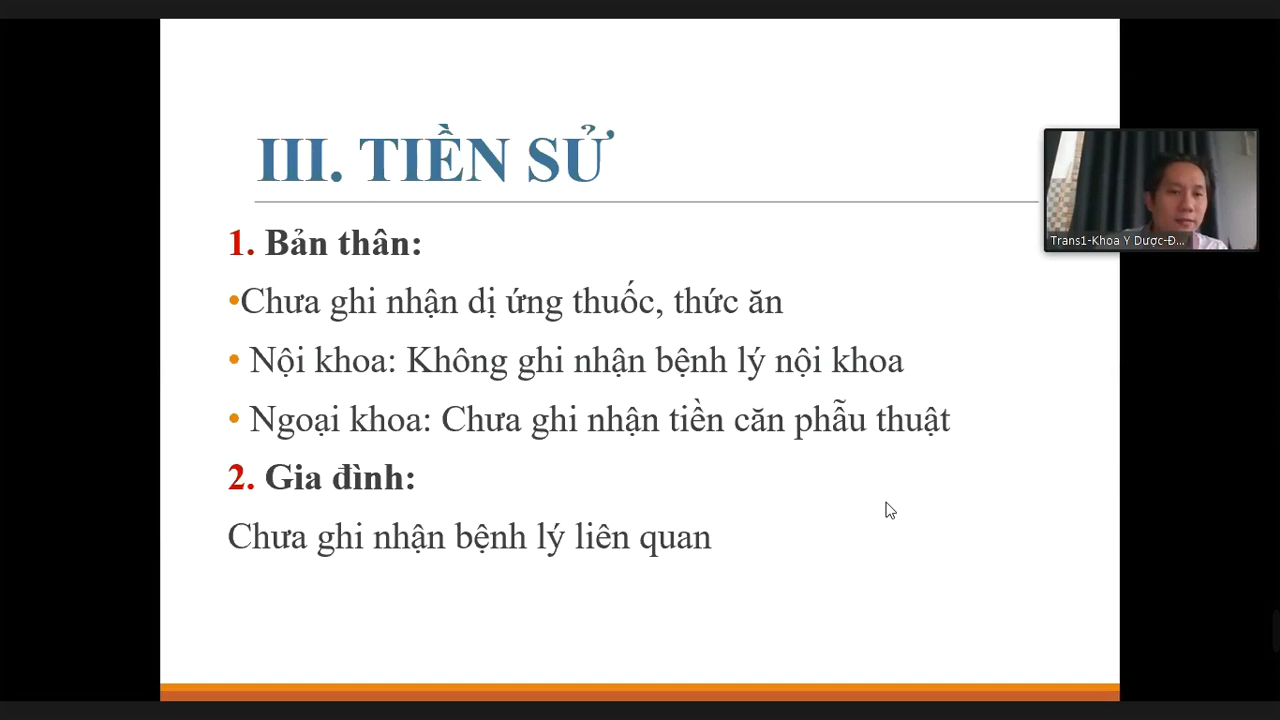 III. TIỀN SỬ
1. Bản thân:
•Chưa ghi nhận dị ứng thuốc, thức ăn
• Nội khoa: Không ghi nhận bệnh lý nội khoa
• Ngoại khoa: Chưa ghi nhận tiền căn phẫu thuật
2. Gia đình:
Chưa ghi nhận bệnh lý liên quan
Trans1-Khoa Y Dược-Đ...